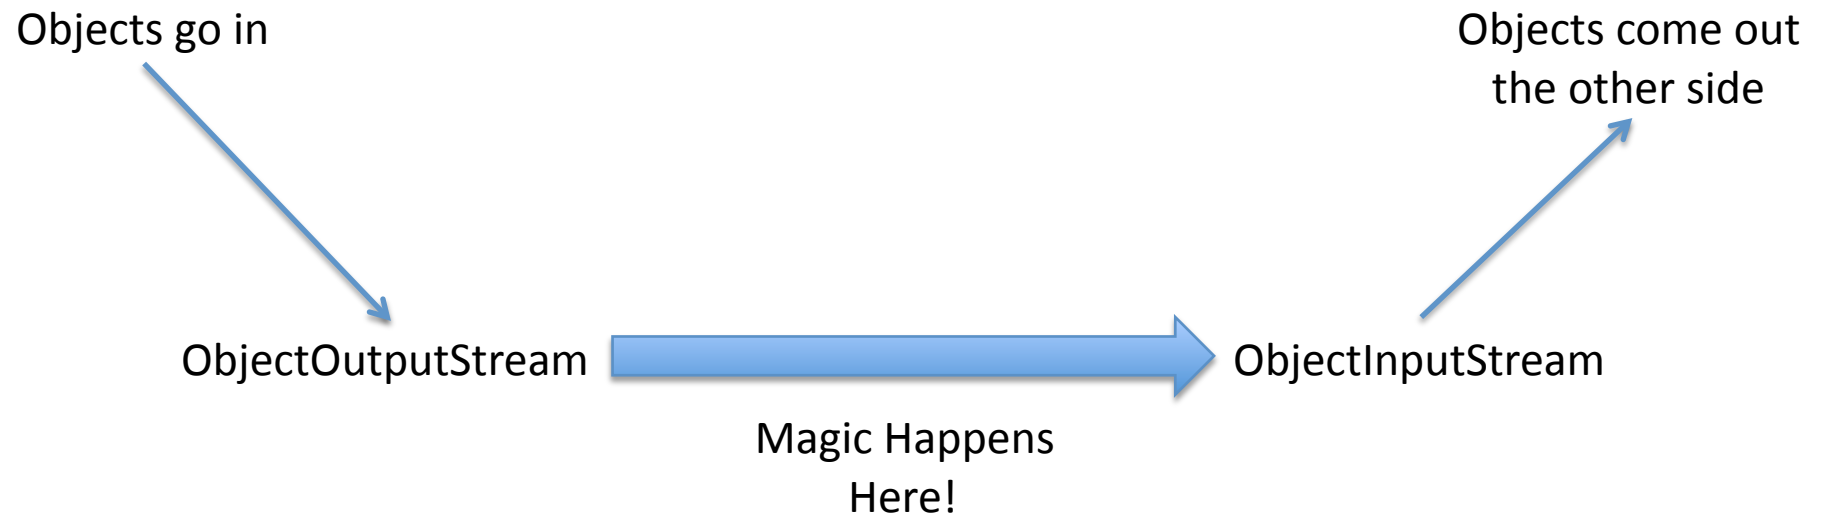 Objects go in
Objects come out
the other side
ObjectOutputStream
ObjectInputStream
Magic Happens
Here!